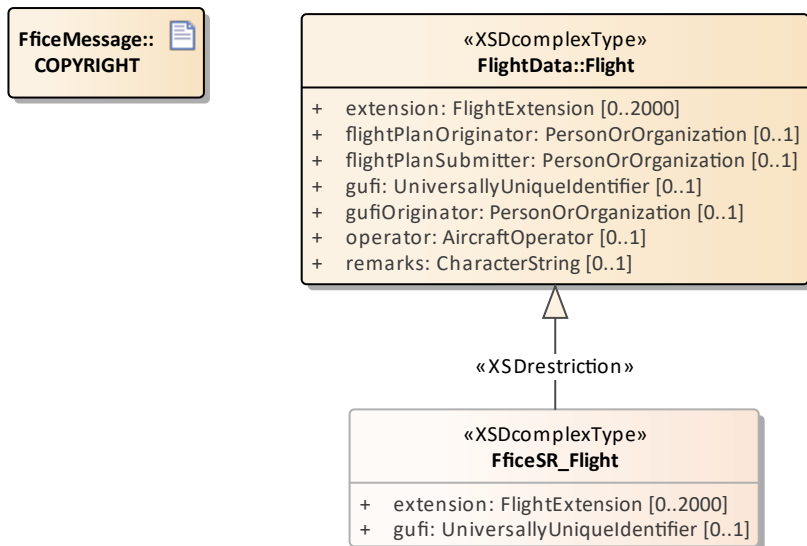 FficeMessage::
COPYRIGHT
«XSDcomplexType»
FlightData::Flight
+ extension: FlightExtension [0..2000]
+ flightPlanOriginator: PersonOrOrganization [0..1]
+ flightPlanSubmitter: PersonOrOrganization [0..1]
+ gufi: UniversallyUniqueIdentifier [0..1]
+ gufiOriginator: PersonOrOrganization [0..1]
+ operator: AircraftOperator [0..1]
+ remarks: CharacterString [0..1]
«XSDrestriction»
«XSDcomplexType»
FficeSR_Flight
+ extension: FlightExtension [0..2000]
+ gufi: UniversallyUniqueIdentifier [0..1]